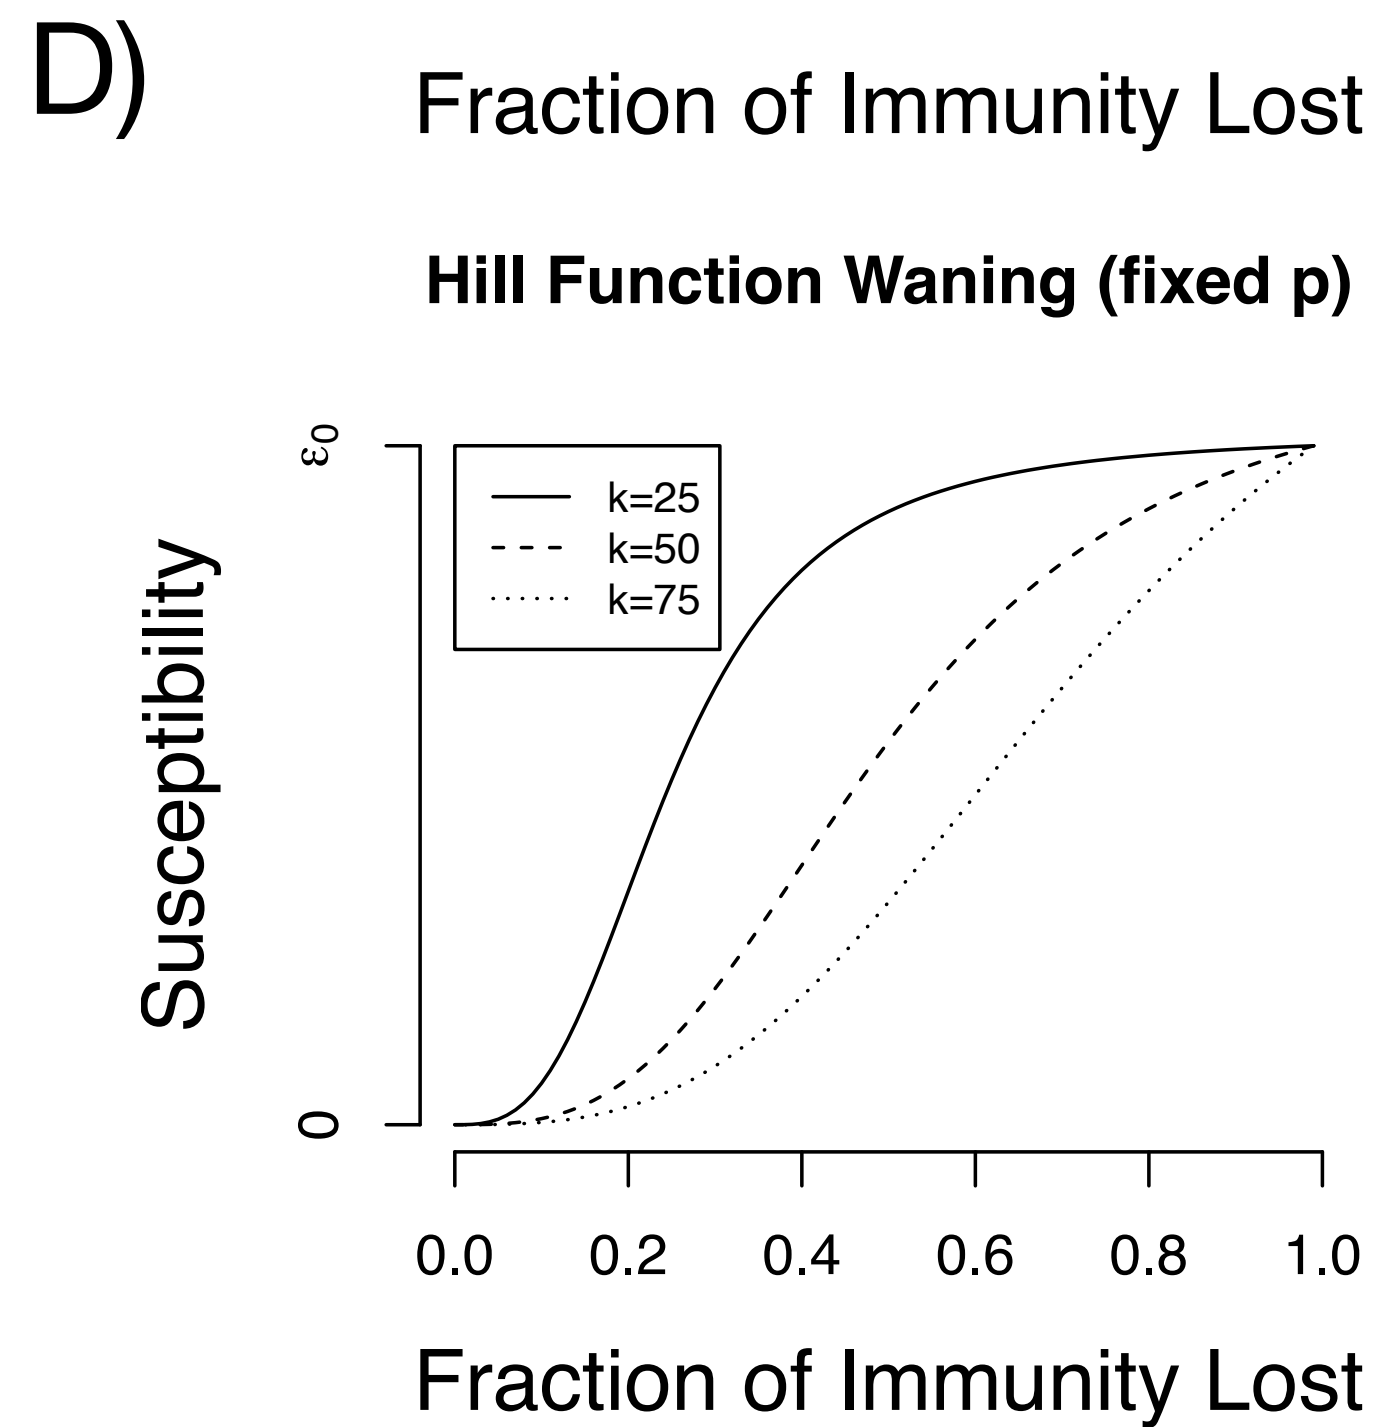 D)
Fraction of Immunity Lost
Hill Function Waning (fixed p)
ε0
k=25
k=50
k=75
Susceptibility
0
0.0 0.2 0.4 0.6 0.8 1.0
Fraction of Immunity Lost